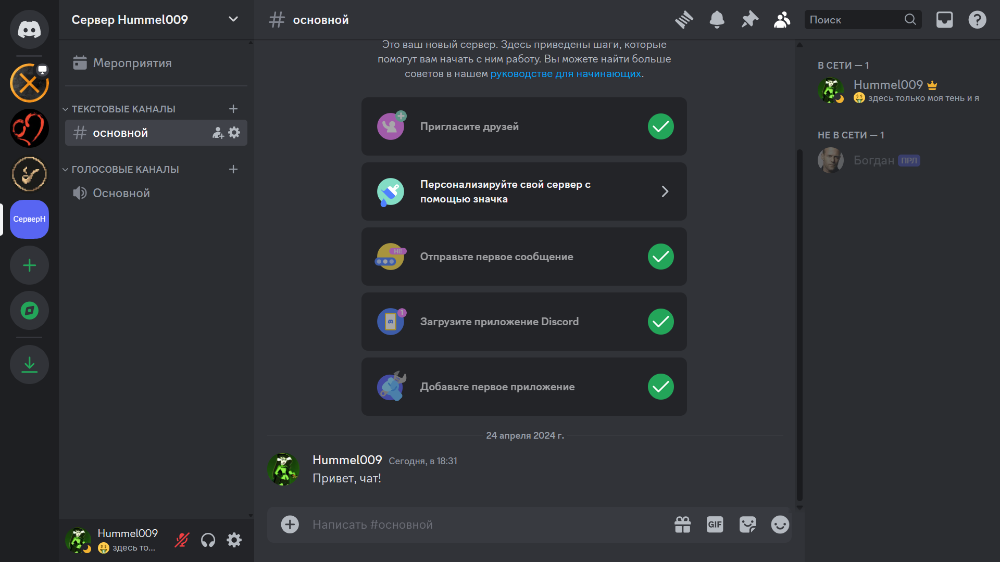 Сервер Hummel009
основной
Поиск
Мероприятия
ТЕКСТОВЫЕ КАНАЛЫ
основной
ГОЛОСОВЫЕ КАНАЛЫ
Основной
СерверH
Это ваш новый сервер. Здесь приведены шаги, которые
помогут вам начать с ним работу. Вы можете найти больше
советов в нашем руководстве для начинающих.
Пригласите друзей
Персонализируйте свой сервер с
помощью значка
Hi!
Отправьте первое сообщение
1
Загрузите приложение Discord
Добавьте первое приложение
24 апреля 2024 г.
Hummel009 Сегодня, в 18:31
Привет, чат!
Написать #основной
GIF
Hummel009
здесь то...
В СЕТИ — 1
Hummel009
здесь только моя тень и я
НЕ В СЕТИ — 1
Богдан ПРЛ